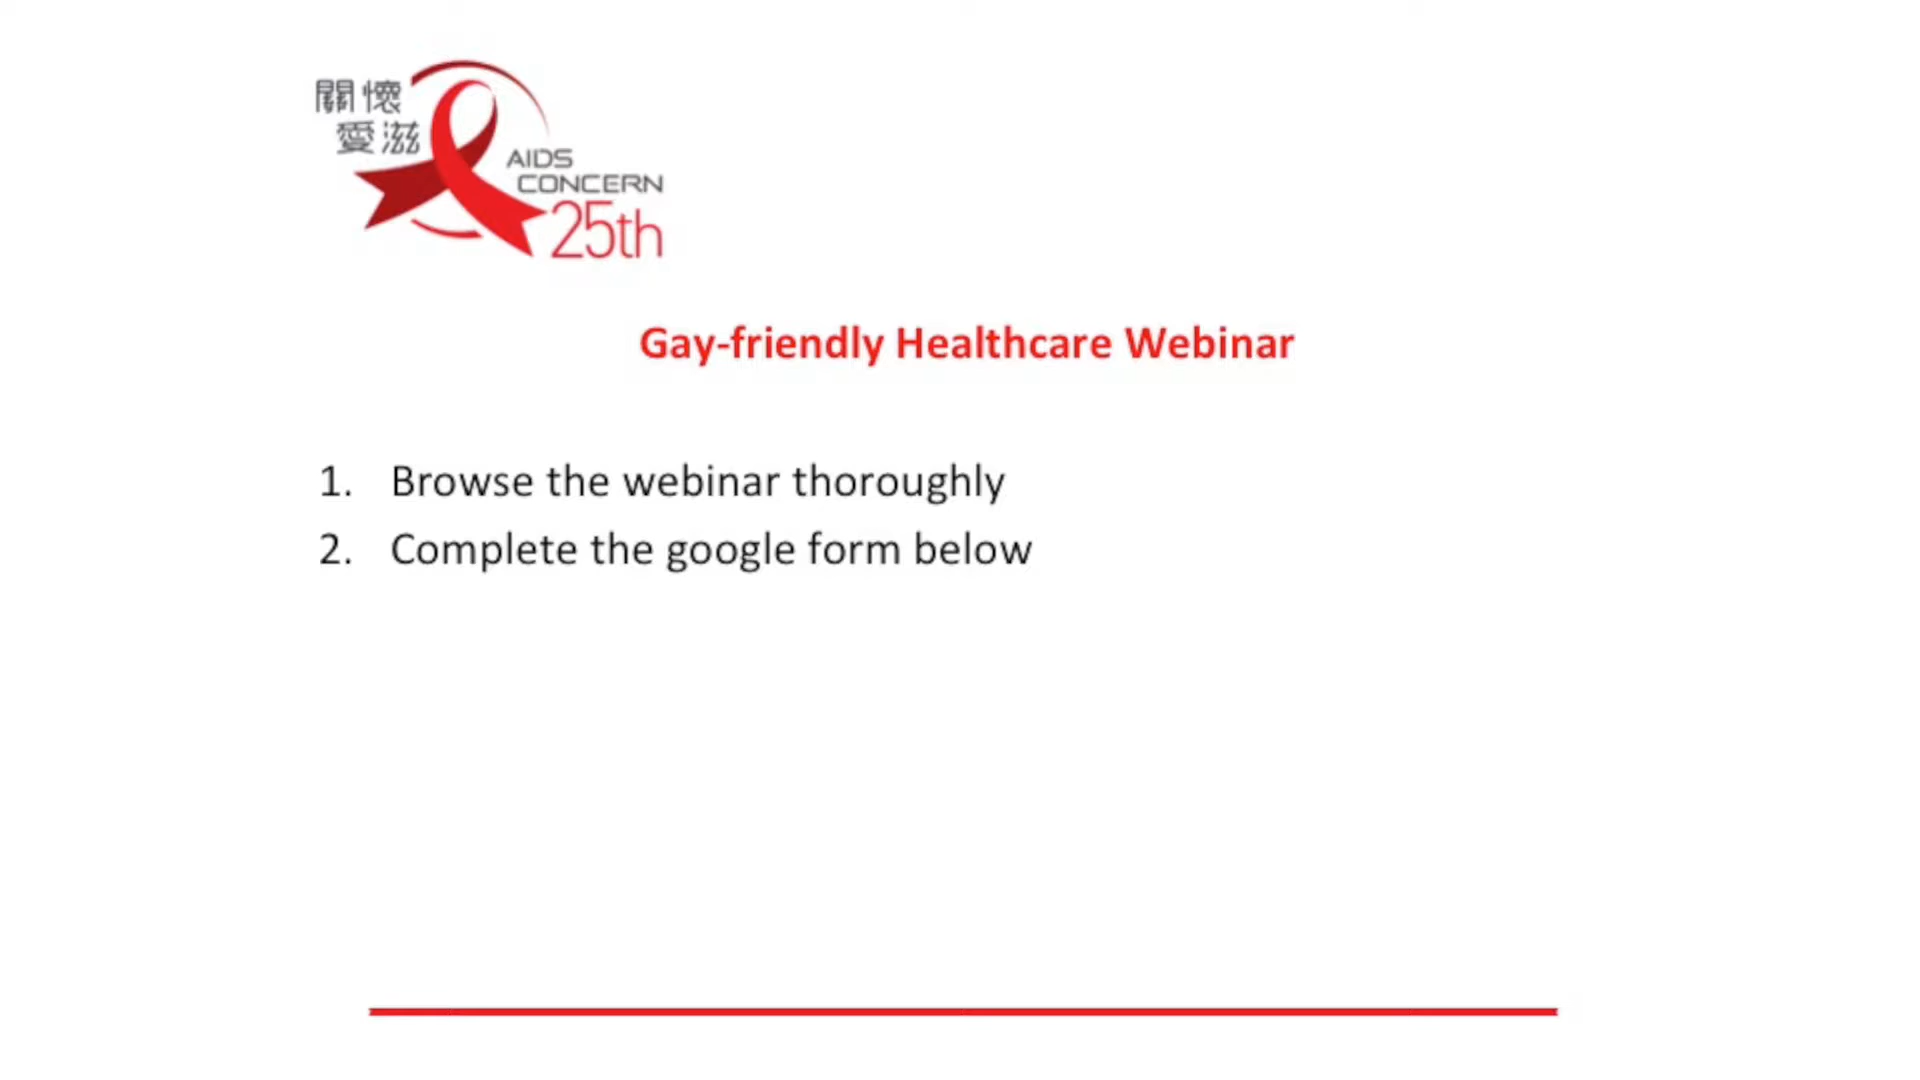 關懷
愛滋
AIDS
CONCERN
25th
Gay-friendly Healthcare Webinar
1. Browse the webinar thoroughly
2. Complete the google form below